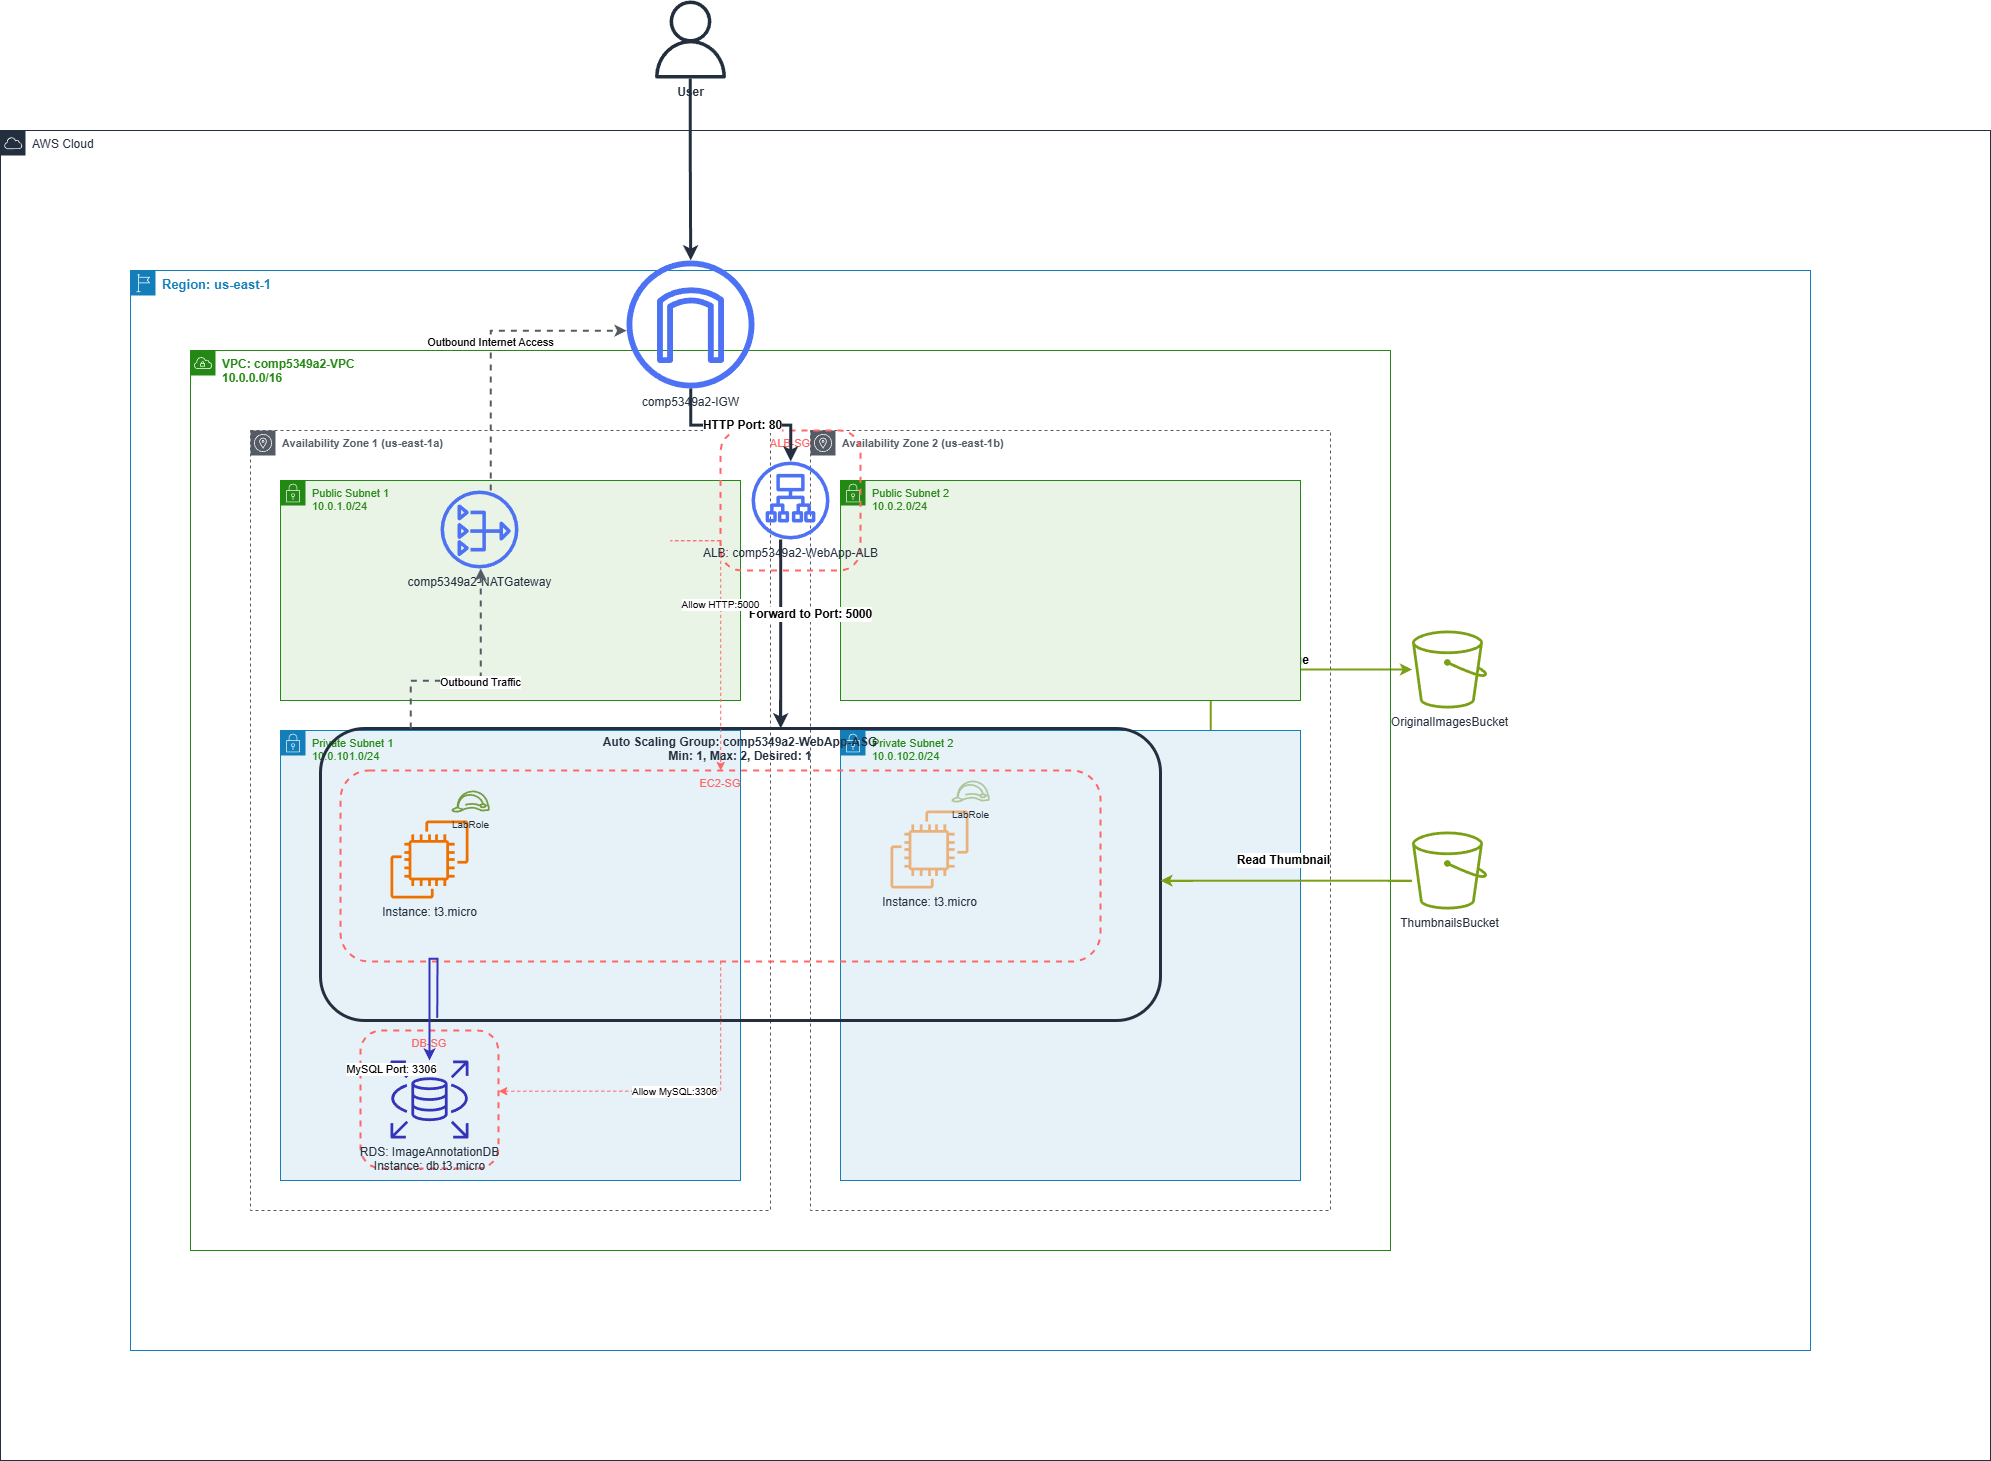 User
AWS Cloud
Region: us-east-1
Outbound Internet Access
VPC: comp5349a2-VPC
10.0.0.0/16
comp5349a2-IGW
HTTP Port: 80
ALB-SG
Availability Zone 1 (us-east-1a)
Availability Zone 2 (us-east-1b)
Public Subnet 1
10.0.1.0/24
Public Subnet 2
10.0.2.0/24
ALB: comp5349a2-WebApp-ALB
comp5349a2-NATGateway
Allow HTTP:5000
Forward to Port: 5000
e
Outbound Traffic
OriginalImagesBucket
Private Subnet 1
10.0.101.0/24
Auto Scaling Group: comp5349a2-WebApp-ASG
Min: 1, Max: 2, Desired: 1
Private Subnet 2
10.0.102.0/24
EC2-SG
LabRole
LabRole
Instance: t3.micro
Instance: t3.micro
Read Thumbnail
ThumbnailsBucket
DB-SG
MySQL Port: 3306
Allow MySQL:3306
RDS: ImageAnnotationDB
Instance: db.t3.micro